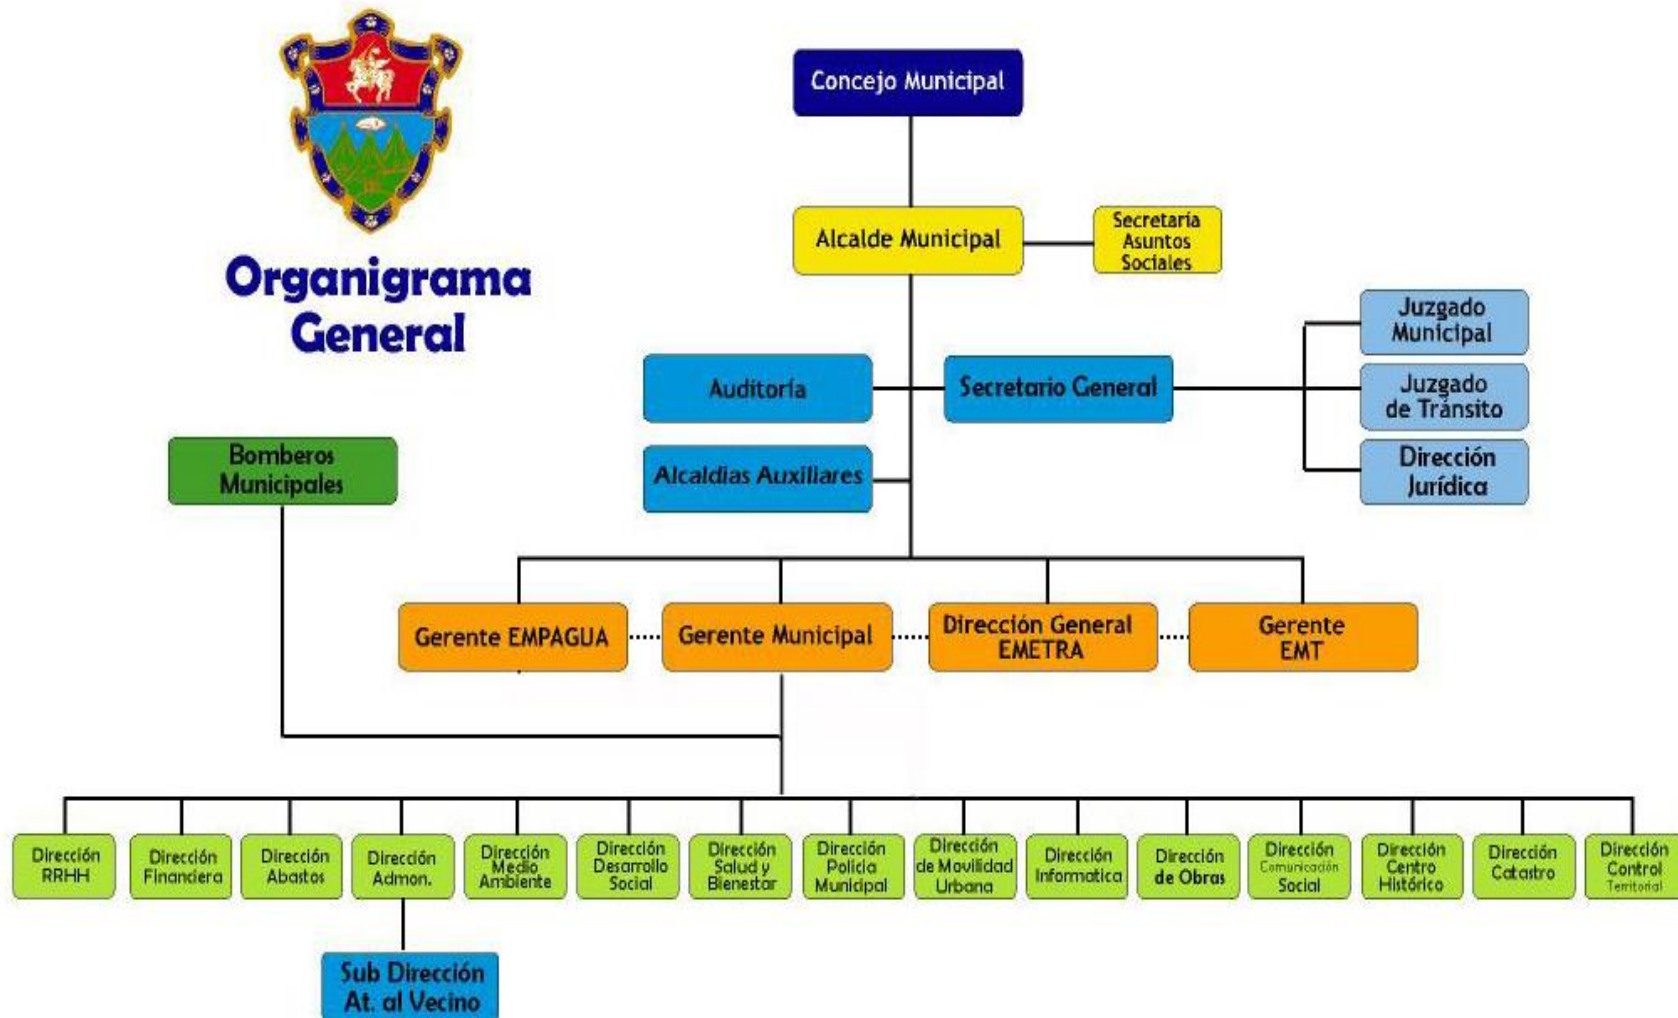 Organigrama
General
Concejo Municipal
Alcalde Municipal
Secretaría
Asuntos
Sociales
Auditoría
Secretario General
Juzgado
Municipal
Juzgado
de Tránsito
Dirección
Jurídica
Alcaldias Auxiliares
Bomberos
Municipales
Gerente EMPAGUA
Gerente Municipal
Dirección General
EMETRA
Gerente
EMT
Dirección
RRHH
Dirección
Financiera
Dirección
Abastos
Dirección
Admon.
Dirección
Medio
Ambiente
Dirección
Desarrollo
Social
Dirección
Salud y
Bienestar
Dirección
Policia
Municipal
Dirección
de Movilidad
Urbana
Dirección
Informatica
Dirección
de Obras
Dirección
Comunicación
Social
Dirección
Centro
Histórico
Dirección
Catastro
Dirección
Control
Territorial
Sub Dirección
At. al Vecino